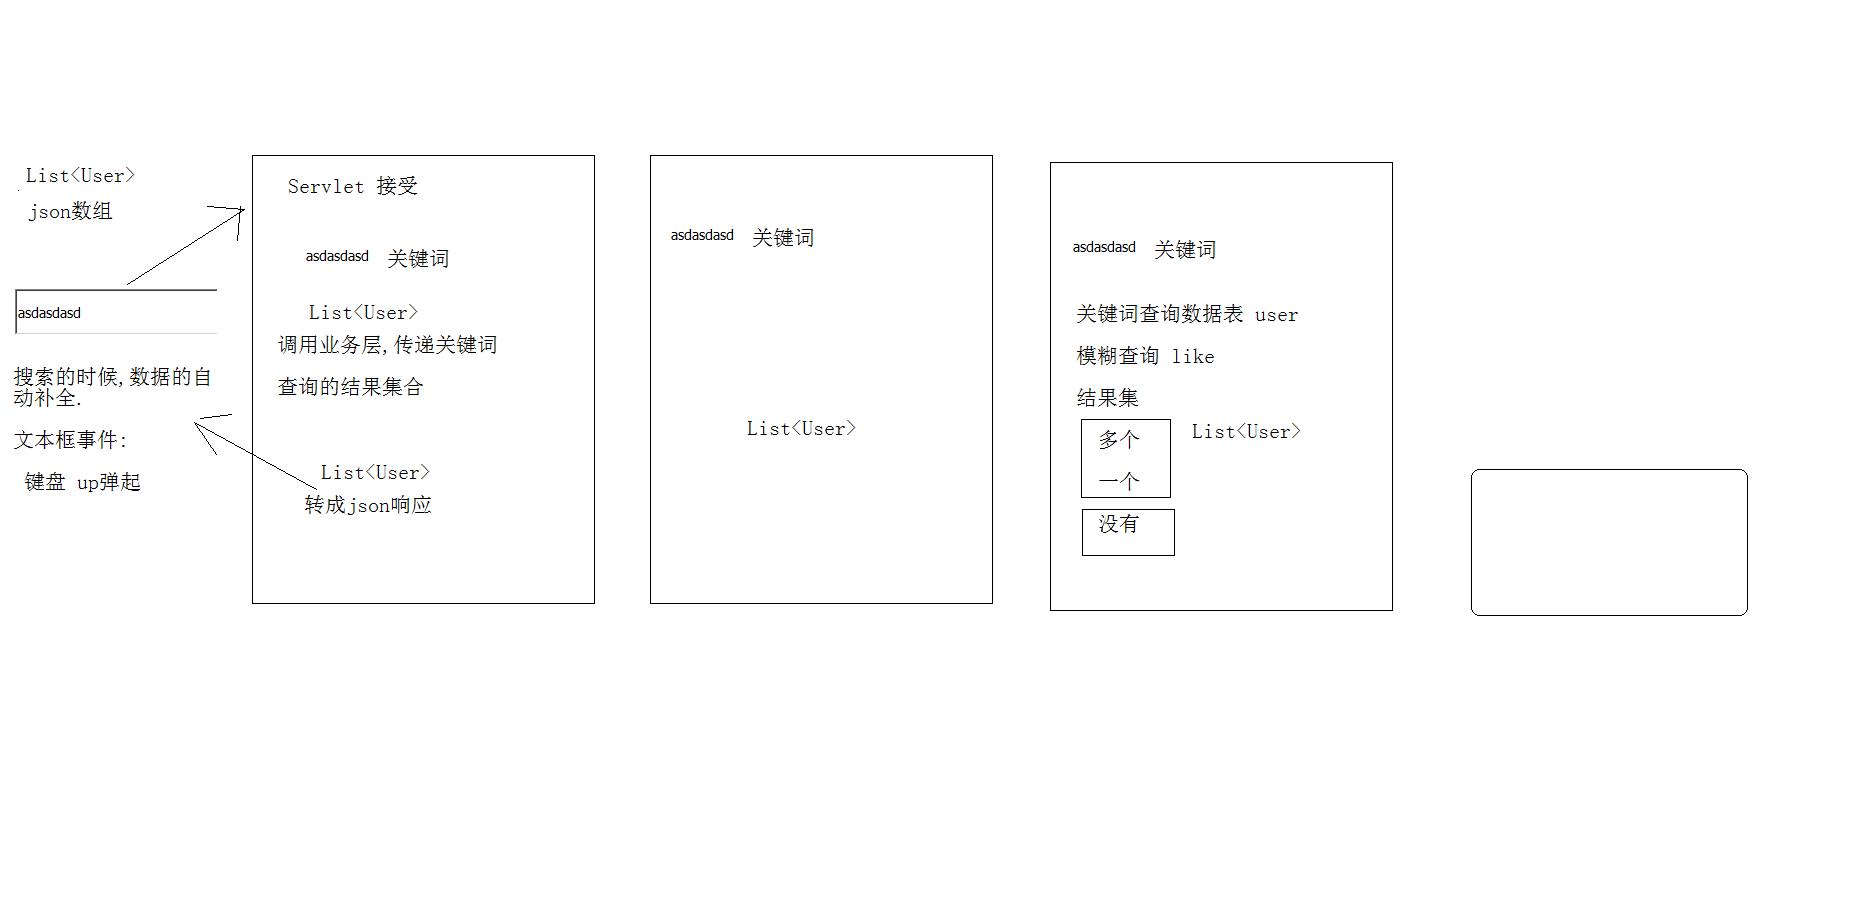 List<User>
json数组
asdasdasd
搜索的时候,数据的自
动补全.
文本框事件:
键盘 up弹起
Servlet 接受
asdasdasd 关键词
List<User>
调用业务层,传递关键词
查询的结果集合
List<User>
转成json响应
asdasdasd 关键词
List<User>
asdasdasd 关键词
关键词查询数据表 user
模糊查询 like
结果集
多个 List<User>
一个
没有